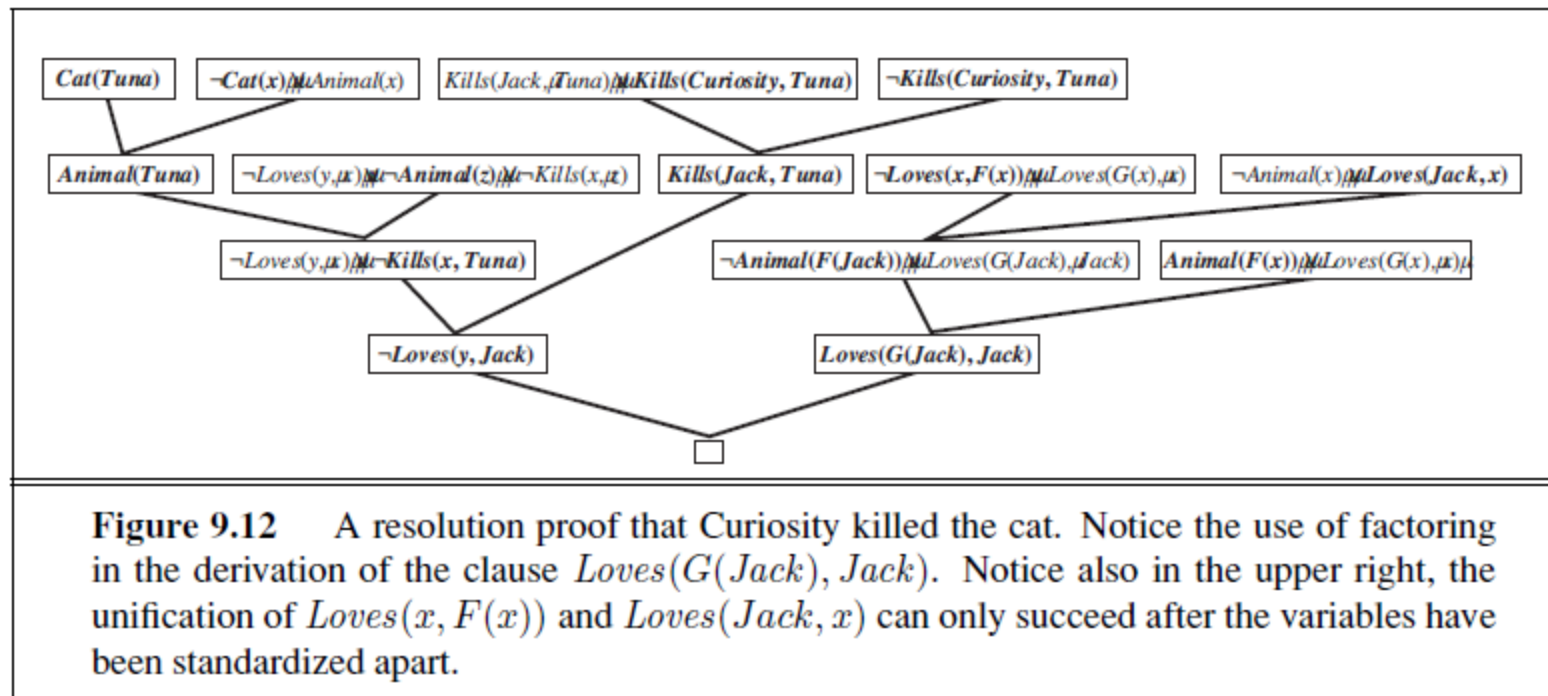 Cat(Tuna) ¬Cat(x) Animal(x) Kills(Jack, Tuna) Kills(Curiosity, Tuna) ¬Kills(Curiosity, Tuna)
Animal(Tuna) ¬Loves(y, x) ¬Animal(z) ¬Kills(x, z) Kills(Jack, Tuna) ¬Loves(x, F(x)) Loves(G(x), x) ¬Animal(x) Loves(Jack, x)
¬Loves(y, x) ¬Kills(x, Tuna) ¬Animal(F(Jack)) Loves(G(Jack), Jack) Animal(F(x)) Loves(G(x), x)
¬Loves(y, Jack) Loves(G(Jack), Jack)
Figure 9.12 A resolution proof that Curiosity killed the cat. Notice the use of factoring
in the derivation of the clause Loves(G(Jack), Jack). Notice also in the upper right, the
unification of Loves(x, F(x)) and Loves(Jack, x) can only succeed after the variables have
been standardized apart.